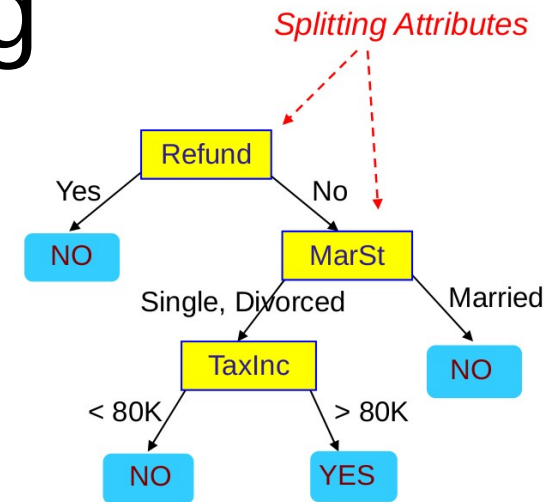 g
Splitting Attributes
Refund
Yes
No
NO
MarSt
Single, Divorced
Married
TaxInc
NO
< 80K
> 80K
NO
YES